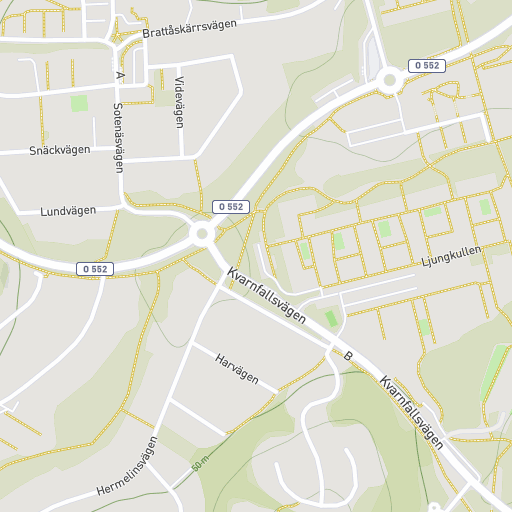 Brattåskärrsvägen
O 552
A
Videvägen
Sotenäsvägen
Snäckvägen
Lundvägen
O 552
Ljungkullen
O 552
Kvarnfallsvägen
Harvägen
B
Kvarnfallsvägen
Hermelinsvägen
50 m